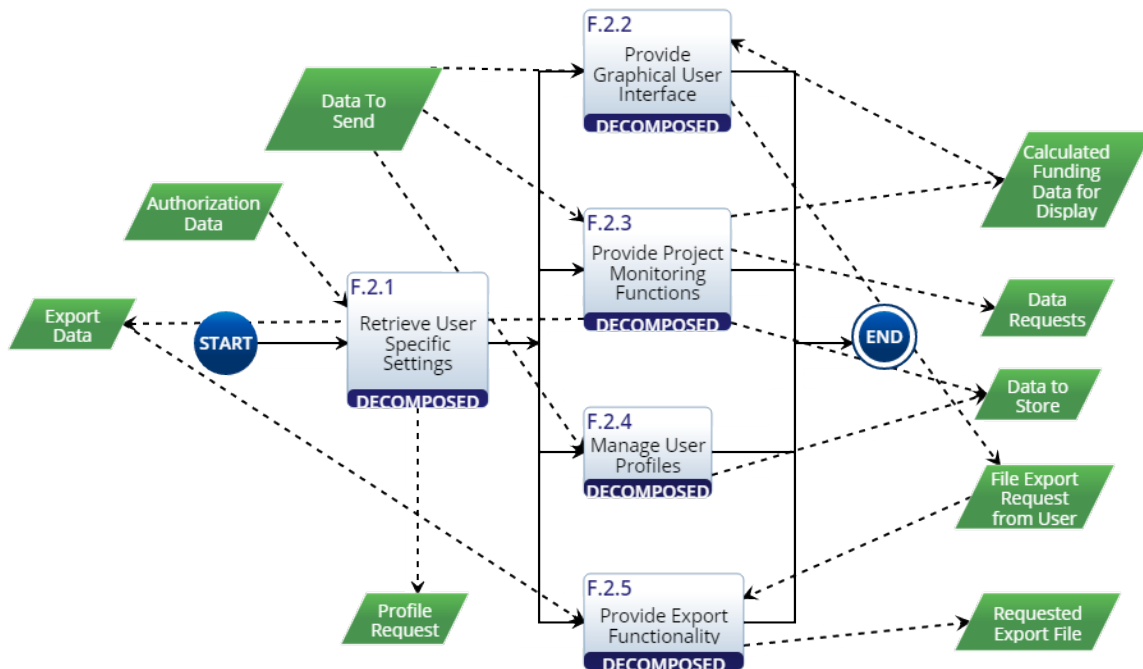 F.2.2
Provide
Graphical User
Interface
DECOMPOSED
Data To
Send
Calculated
Funding
Data for
Display
Authorization
Data
F.2.3
Provide Project
Monitoring
Functions
DECOMPOSED
F.2.1
Retrieve User
Specific
Settings
DECOMPOSED
Export
Data
START
END
Data
Requests
Data to
Store
F.2.4
Manage User
Profiles
DECOMPOSED
File Export
Request
from User
F.2.5
Provide Export
Functionality
DECOMPOSED
Profile
Request
Requested
Export File